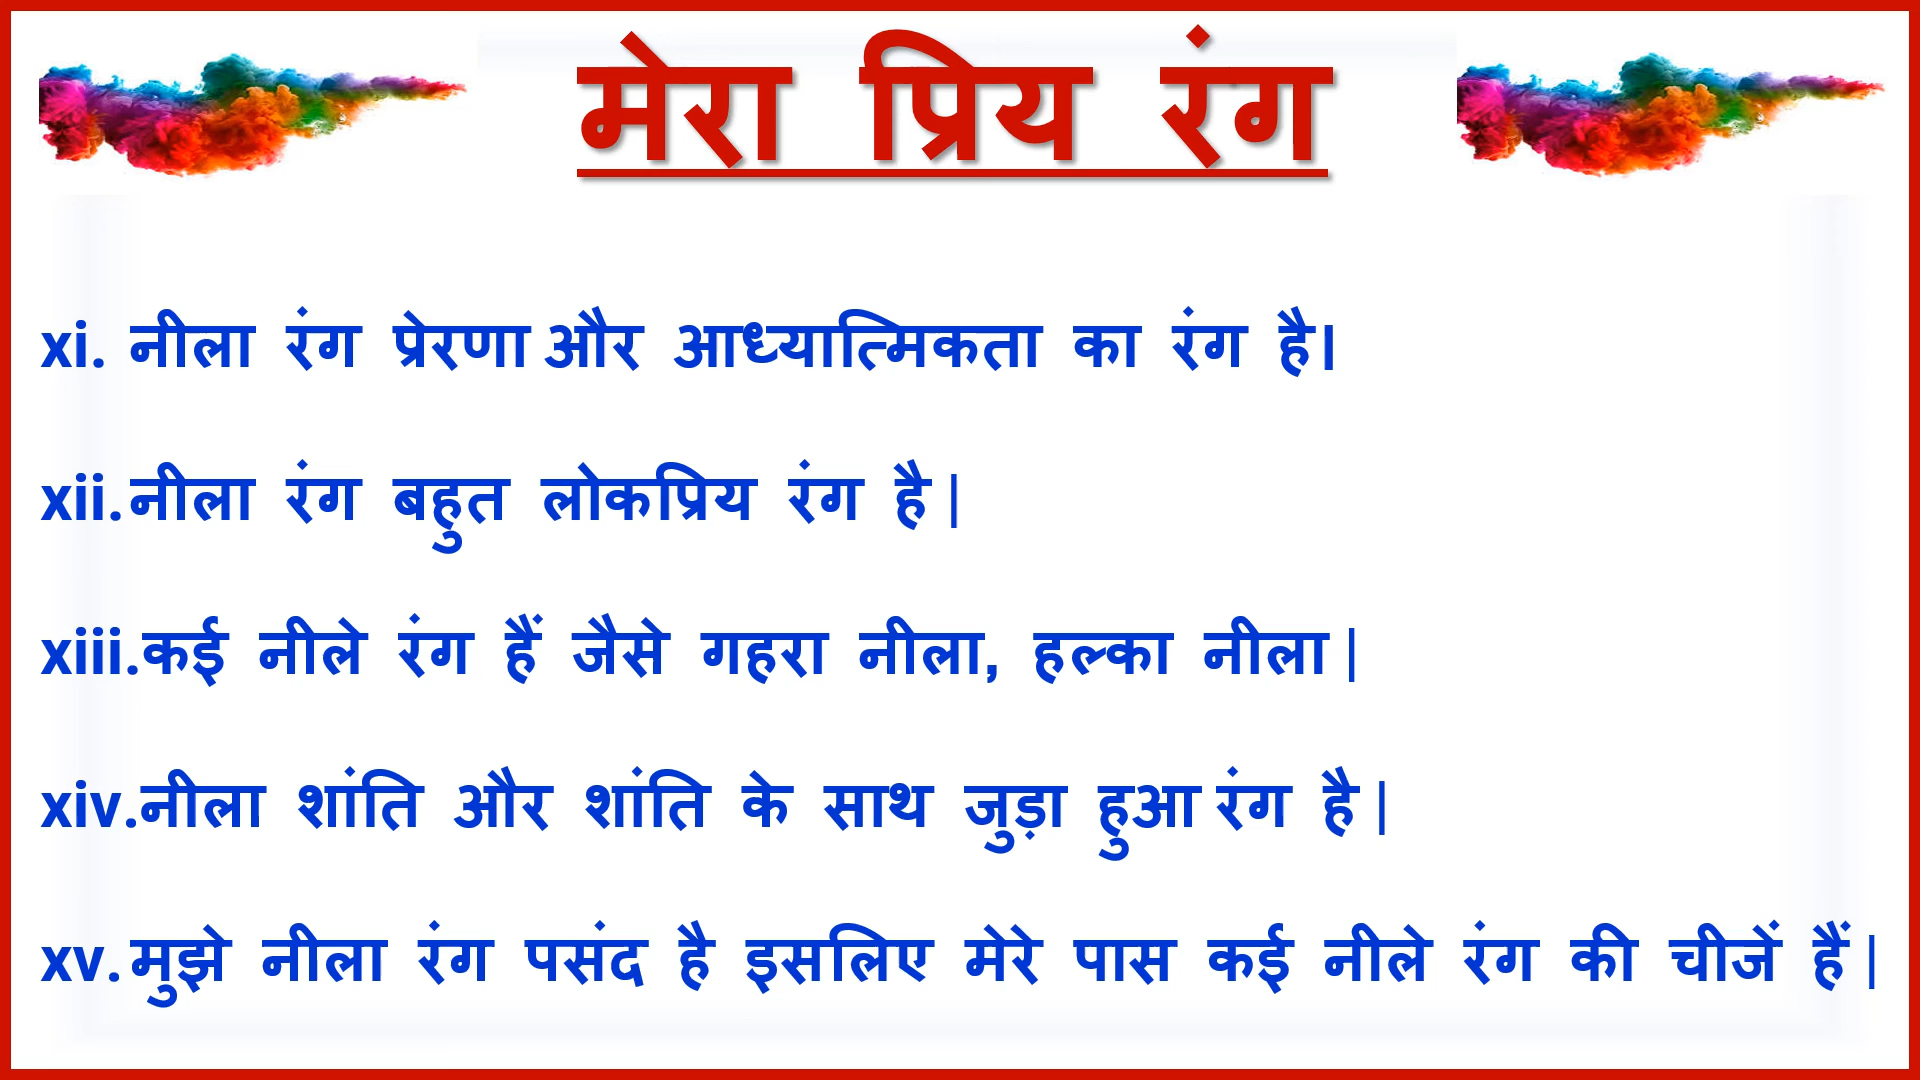 मेरा प्रिय रंग
xi. नीला रंग प्रेरणा और आध्यात्मिकता का रंग है।
xii. नीला रंग बहुत लोकप्रिय रंग है |
xiii. कई नीले रंग हैं जैसे गहरा नीला, हल्का नीला |
xiv. नीला शांति और शांति के साथ जुड़ा हुआ रंग है |
xv. मुझे नीला रंग पसंद है इसलिए मेरे पास कई नीले रंग की चीजें हैं |